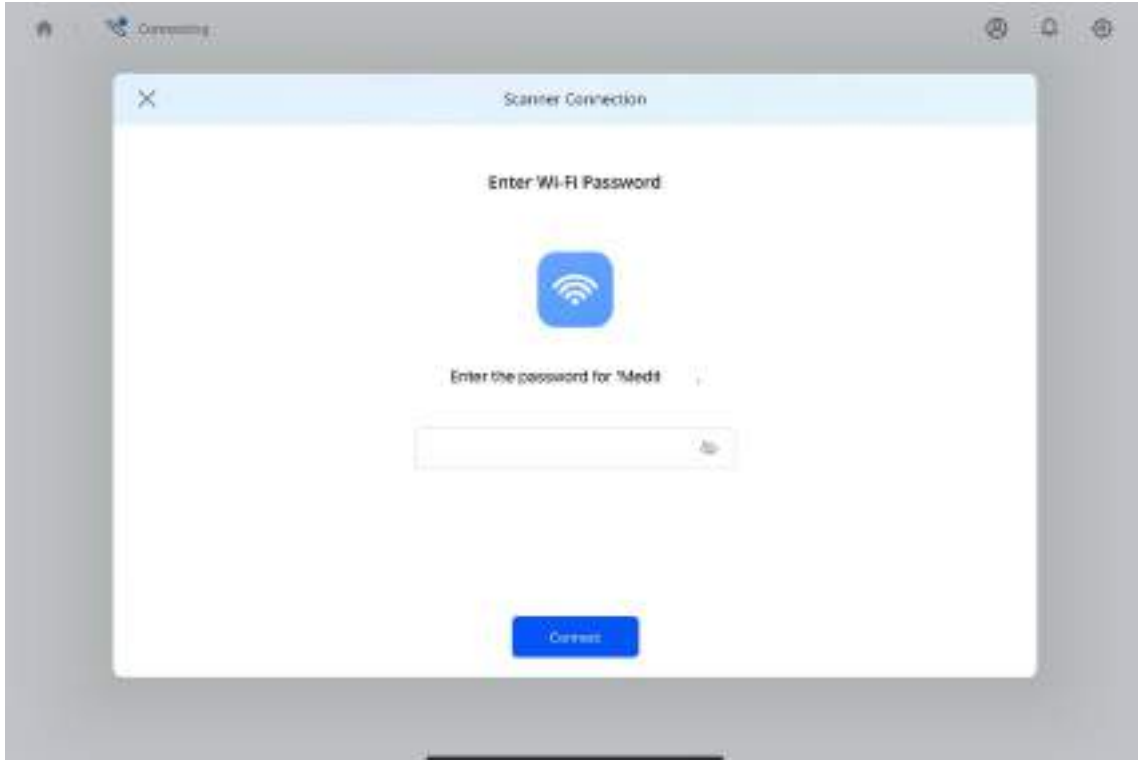 Connecting
Scanner Connection
Enter Wi-Fi Password
Enter the password for "Medit
Connect